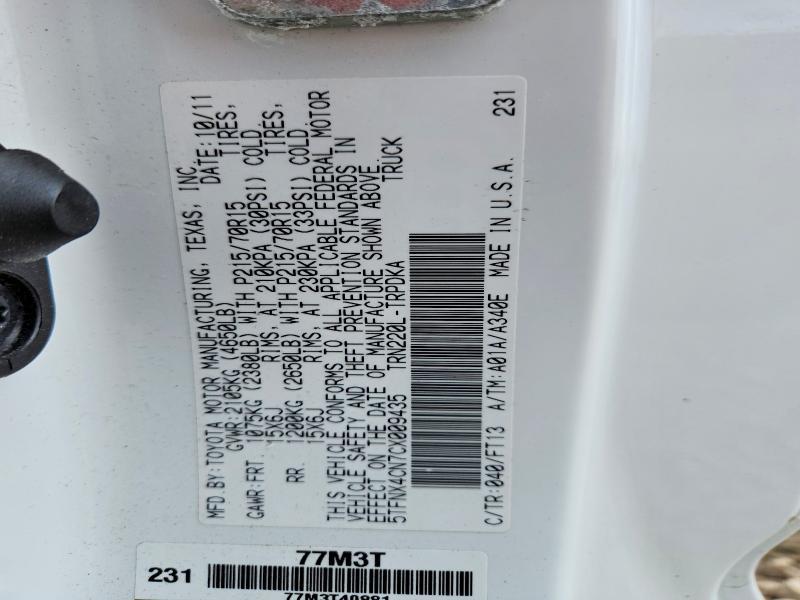 MFD.BY:TOYOTA MOTOR MANUFACTURING, TEXAS, INC. DATE:10/11
GVWR:2105KG (4650LB)
GAWR:FRT. 1075KG (2380LB) WITH P215/70R15 TIRES,
15X6J RIMS, AT 210KPA (30PSI) COLD.
RR. 1200KG (2650LB) WITH P215/70R15 TIRES,
15X6J RIMS, AT 230KPA (33PSI) COLD.
THIS VEHICLE CONFORMS TO ALL APPLICABLE FEDERAL MOTOR
VEHICLE SAFETY AND THEFT PREVENTION STANDARDS IN
EFFECT ON THE DATE OF MANUFACTURE SHOWN ABOVE.
5TFNX4CN7CX009435 TRN220L-TRPDKA TRUCK
C/TR:040/FT13 A/TM:A01A/A340E MADE IN U.S.A. 231
77M3T
231
77M3T40981